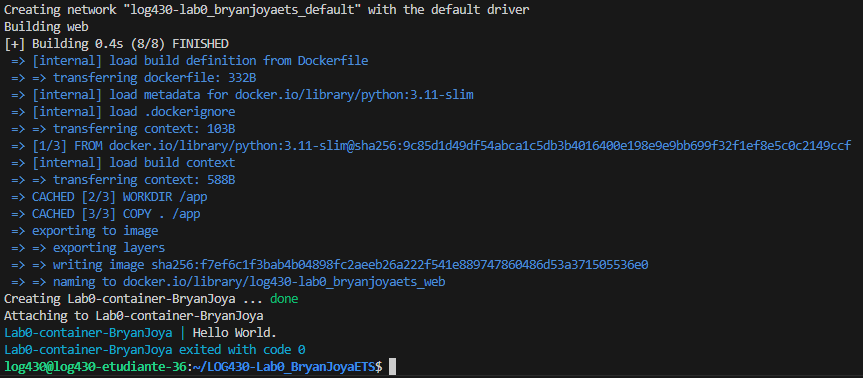 Creating network "log430-lab0_bryanjoyaets_default" with the default driver
Building web
[+] Building 0.4s (8/8) FINISHED
=> [internal] load build definition from Dockerfile
=> => transferring dockerfile: 332B
=> [internal] load metadata for docker.io/library/python:3.11-slim
=> [internal] load .dockerignore
=> => transferring context: 103B
=> [1/3] FROM docker.io/library/python:3.11-slim@sha256:9c85d1d49df54abca1c5db3b4016400e198e9e9bb699f32f1ef8e5c0c2149ccf
=> [internal] load build context
=> => transferring context: 588B
=> CACHED [2/3] WORKDIR /app
=> CACHED [3/3] COPY . /app
=> exporting to image
=> => exporting layers
=> => writing image sha256:f7ef6c1f3bab4b04898fc2aeeb26a222f541e889747860486d53a371505536e0
=> => naming to docker.io/library/log430-lab0_bryanjoyaets_web
Creating Lab0-container-BryanJoya ... done
Attaching to Lab0-container-BryanJoya
Lab0-container-BryanJoya | Hello World.
Lab0-container-BryanJoya exited with code 0
log430@log430-etudiante-36:~/LOG430-Lab0_BryanJoyaETS$